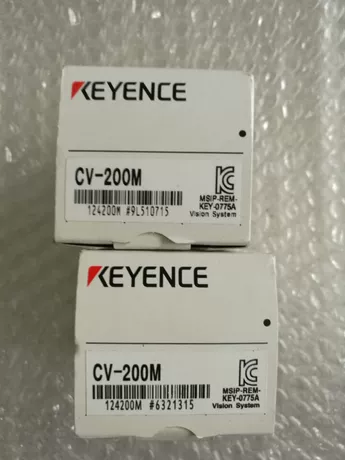 KEYENCE
CV-200M
124200M #9L510715
MSIP-REM-
KEY-0775A
Vision System
KEYENCE
CV-200M
124200M #6321315
MSIP-REM-
KEY-0775A
Vision System